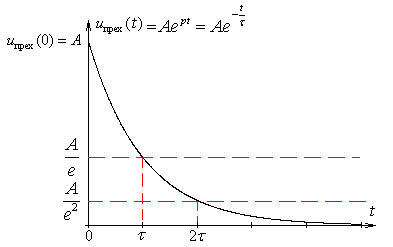 u_прех(t) = Ae^{pt} = Ae^{-t/τ}
u_прех(0) = A
A/e
A/e²
t
0 τ 2τ